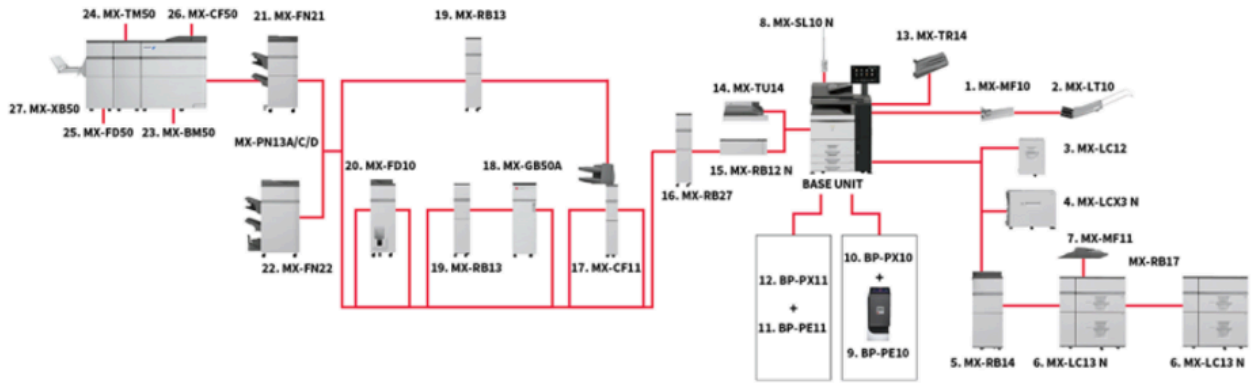 24. MX-TM50
26. MX-CF50
21. MX-FN21
19. MX-RB13
8. MX-SL10 N
13. MX-TR14
14. MX-TU14
1. MX-MF10
2. MX-LT10
27. MX-XB50
25. MX-FD50
23. MX-BM50
MX-PN13A/C/D
20. MX-FD10
18. MX-GB50A
15. MX-RB12 N
3. MX-LC12
16. MX-RB27
BASE UNIT
4. MX-LCX3 N
22. MX-FN22
19. MX-RB13
17. MX-CF11
7. MX-MF11
MX-RB17
12. BP-PX11
+
11. BP-PE11
10. BP-PX10
+
9. BP-PE10
5. MX-RB14
6. MX-LC13 N
6. MX-LC13 N